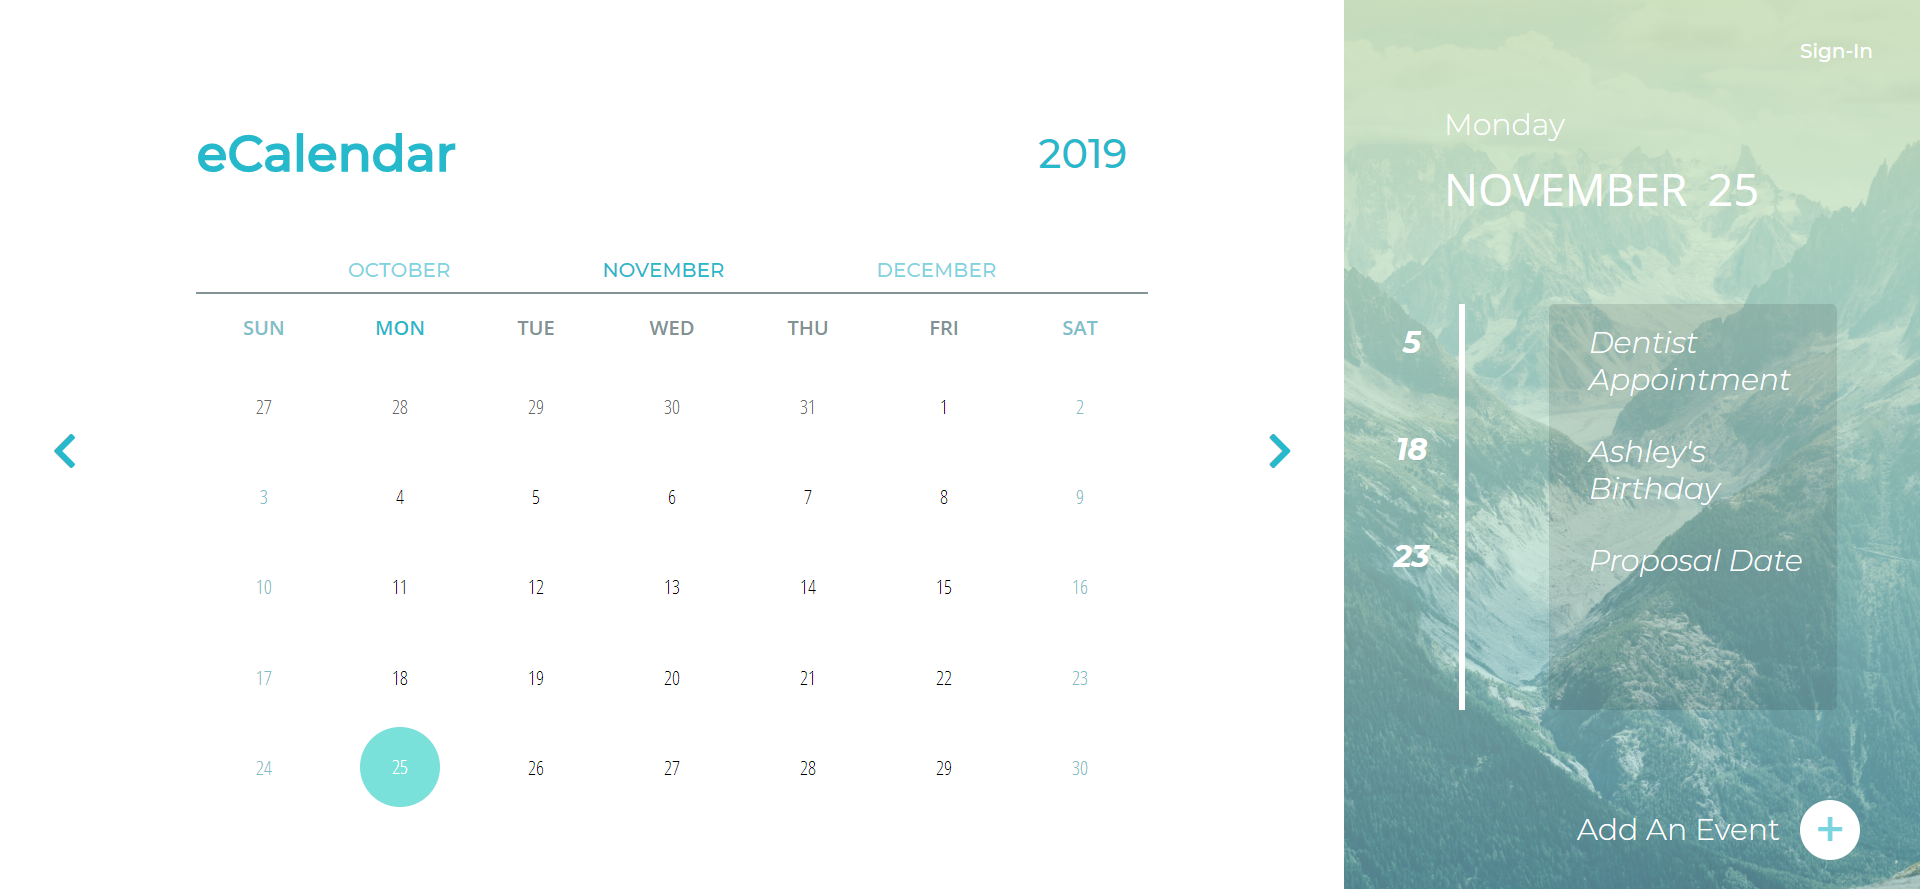 eCalendar
2019
OCTOBER NOVEMBER DECEMBER
SUN MON TUE WED THU FRI SAT
27 28 29 30 31 1 2
3 4 5 6 7 8 9
10 11 12 13 14 15 16
17 18 19 20 21 22 23
24 25 26 27 28 29 30
Sign-In
Monday
NOVEMBER 25
5 Dentist
Appointment
18 Ashley's
Birthday
23 Proposal Date
Add An Event +